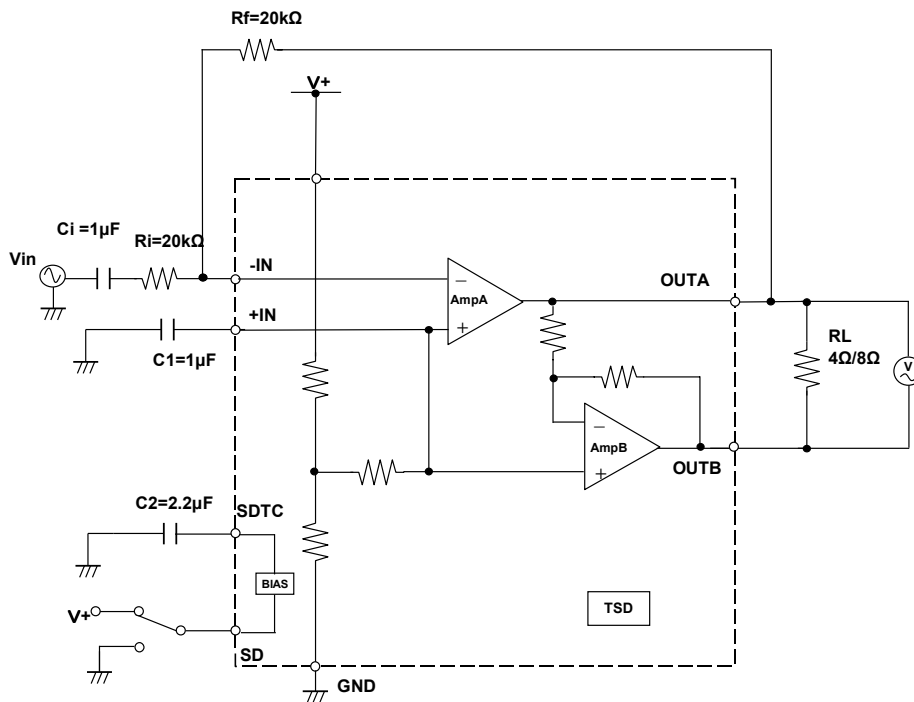 Rf=20kΩ
V+
Ci =1μF
Ri=20kΩ
Vin
-IN
AmpA
OUTA
+IN
C1=1μF
RL
4Ω/8Ω
V
AmpB
OUTB
C2=2.2μF
SDTC
BIAS
TSD
V+
SD
GND